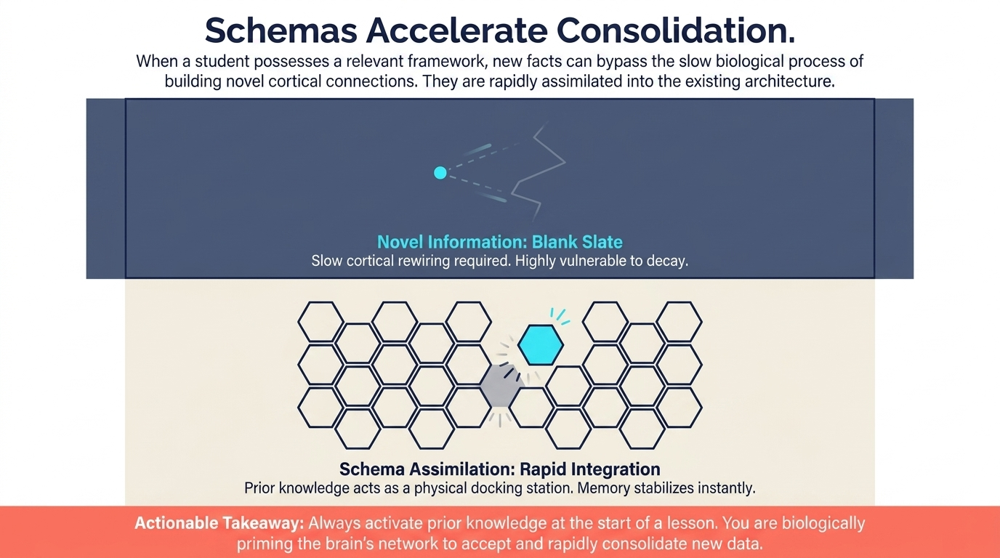 Schemas Accelerate Consolidation.
When a student possesses a relevant framework, new facts can bypass the slow biological process of
building novel cortical connections. They are rapidly assimilated into the existing architecture.
Novel Information: Blank Slate
Slow cortical rewiring required. Highly vulnerable to decay.
Schema Assimilation: Rapid Integration
Prior knowledge acts as a physical docking station. Memory stabilizes instantly.
Actionable Takeaway: Always activate prior knowledge at the start of a lesson. You are biologically
priming the brain's network to accept and rapidly consolidate new data.